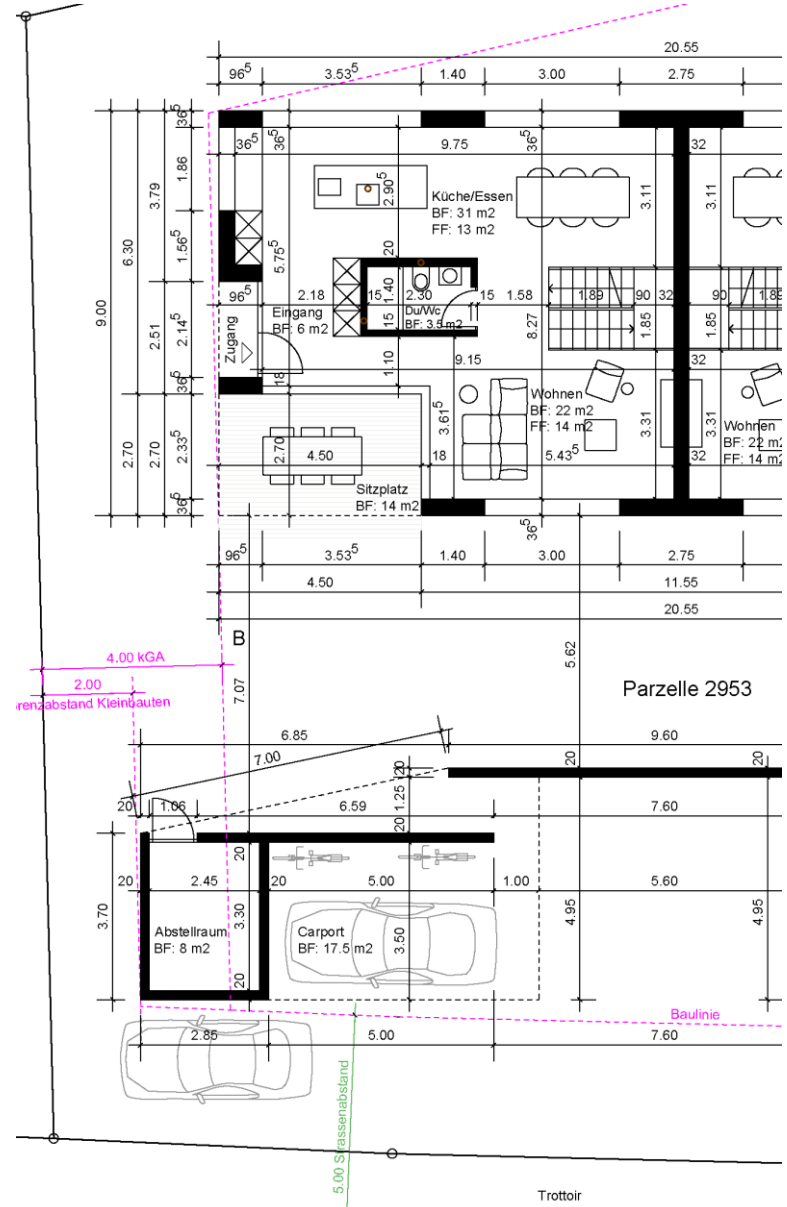 20.55
96⁵ 3.53⁵ 1.40 3.00 2.75
36⁵
36⁵
36⁵
9.75
36⁵
32
1.86
3.79
6.30
9.00
2.90⁵
Küche/Essen
BF: 31 m2
FF: 13 m2
3.11
3.11
1.56⁵
5.75⁵
20
1.40
96⁵ 2.18 15 2.30 15 1.58 1.89 90 32 90 1.89
Eingang
BF: 6 m2
Du/Wc
BF: 3.5 m2
15
Zugang
2.51
2.14⁵
8.27
1.85
1.85
1.10
9.15
32
18
36⁵
Wohnen
BF: 22 m2
FF: 14 m2
3.61⁵
3.31
3.31
Wohnen
BF: 22 m2
FF: 14 m2
2.70
2.70
2.33⁵
2.70
4.50 18 5.43⁵ 32
Sitzplatz
BF: 14 m2
36⁵
36⁵
96⁵ 3.53⁵ 1.40 3.00 2.75
4.50 11.55
20.55
B
4.00 kGA
2.00
renzabstand Kleinbauten
7.07
5.62
Parzelle 2953
6.85 9.60
7.00
20
20
20
1.25
20 1.06 6.59 7.60
20
20
20 2.45 20 5.00 1.00 5.60
3.70
3.30
3.50
4.95
4.95
Abstellraum
BF: 8 m2
Carport
BF: 17.5 m2
20
Baulinie
2.85 5.00 7.60
5.00 Strassenabstand
Trottoir